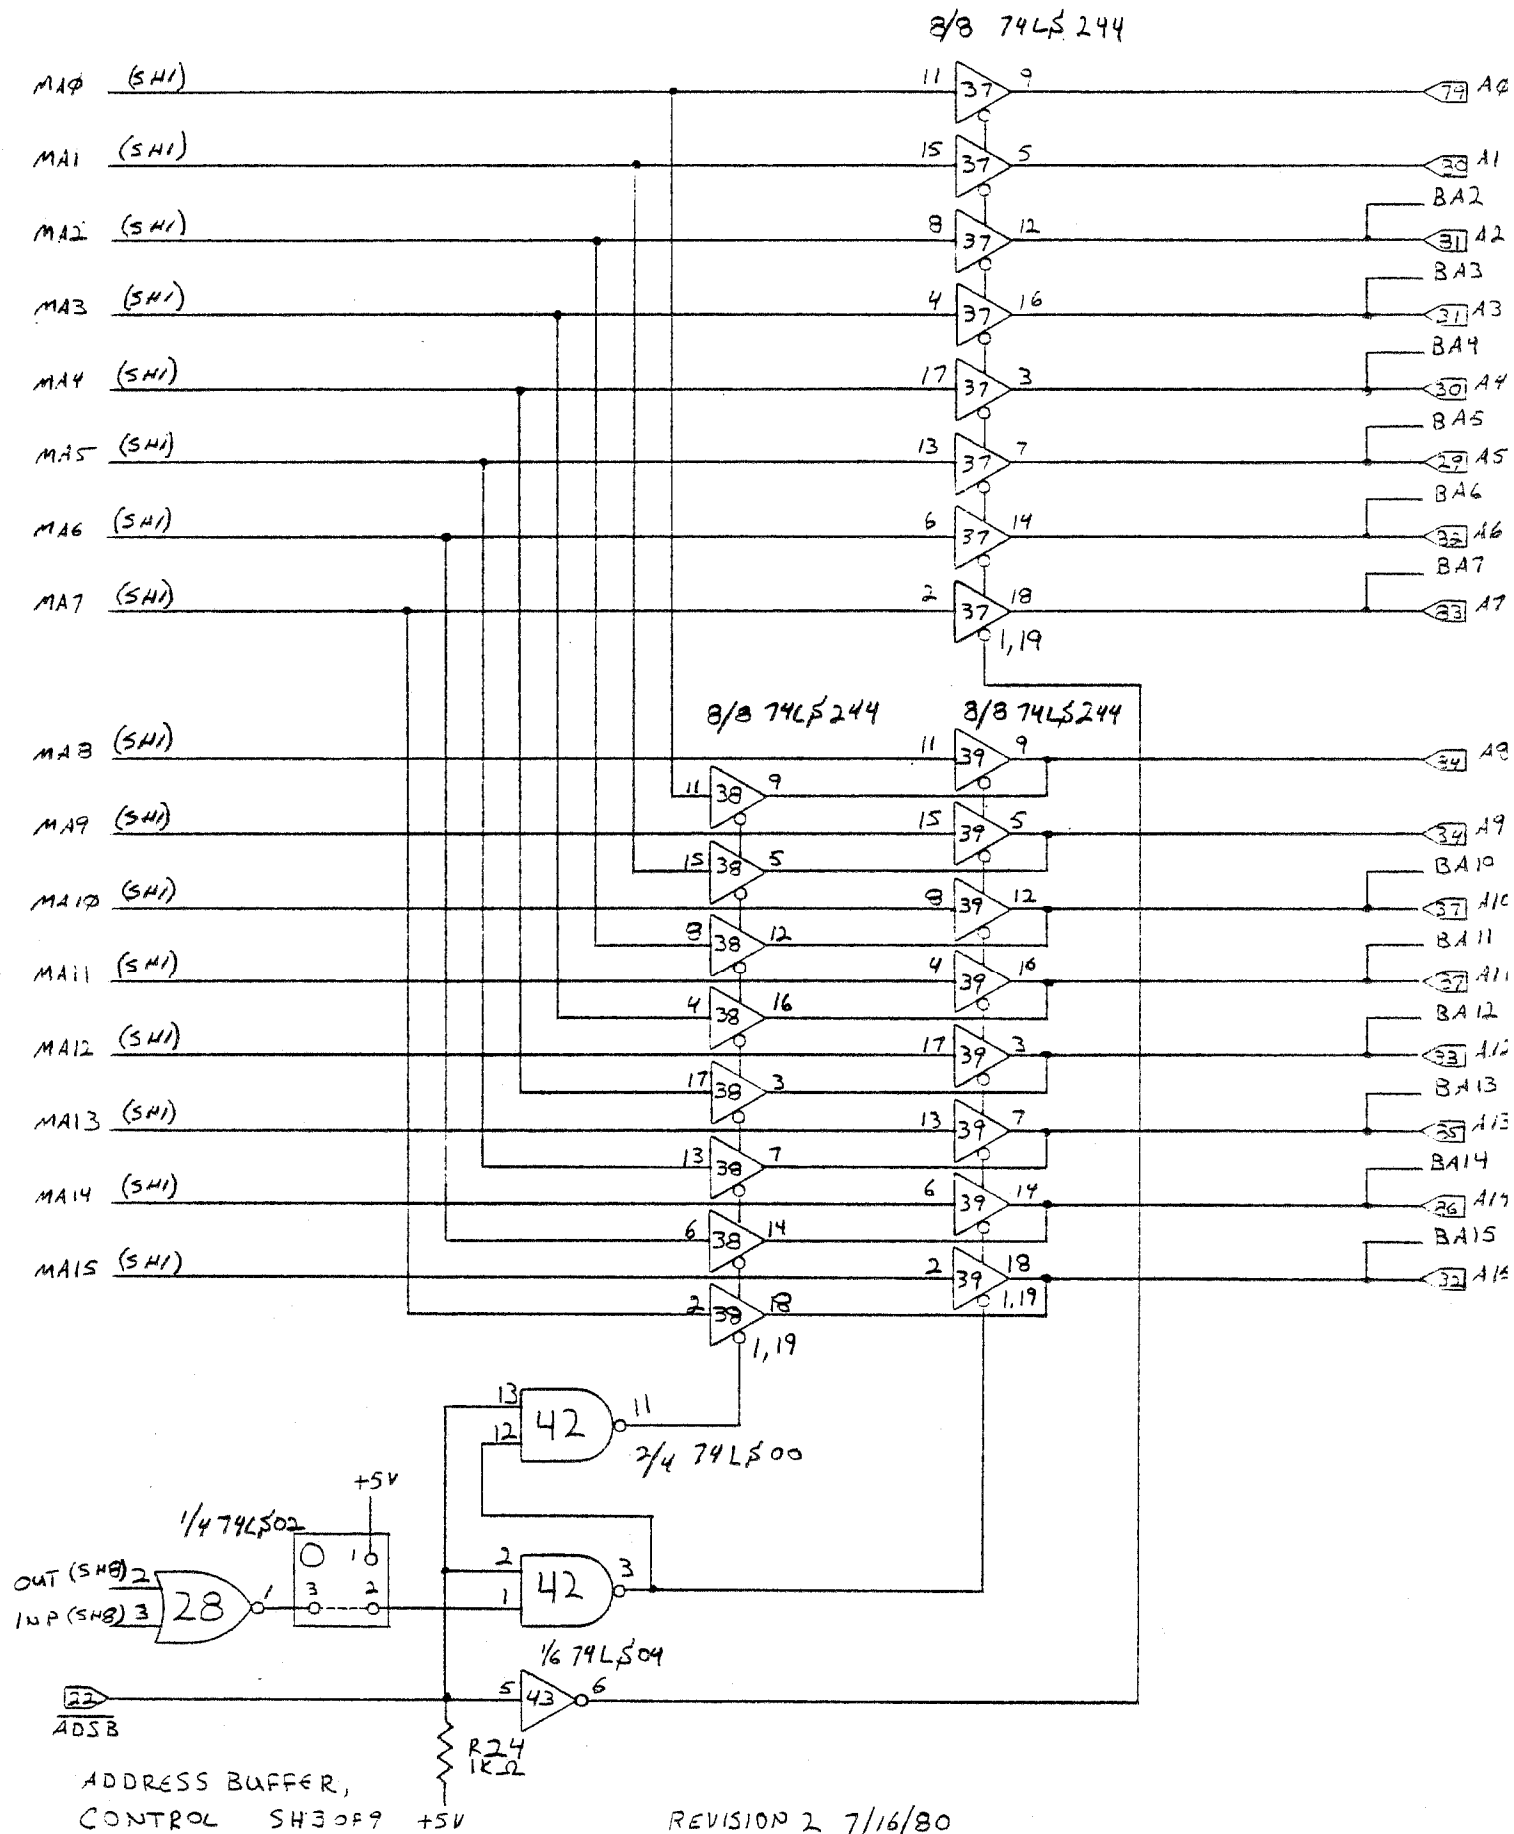 8/8 74LS244
MAØ (SH1) 11 37 9 79 AØ
MA1 (SH1) 15 37 5 A1
BA2
MA2 (SH1) 8 37 12 81 A2
BA3
MA3 (SH1) 4 37 16 31 A3
BA4
MA4 (SH1) 17 37 3 30 A4
BA5
MA5 (SH1) 13 37 7 29 A5
BA6
MA6 (SH1) 6 37 14 A6
BA7
MA7 (SH1) 2 37 18 83 A7
1,19
8/8 74LS244 8/8 74LS244
MA8 (SH1) 11 39 9 A8
11 38 9
MA9 (SH1) 15 39 5 34 A9
15 38 5
BA10
MA1Ø (SH1) 8 39 12 37 A10
8 38 12
BA11
MA11 (SH1) 4 39 16 A11
4 38 16
BA12
MA12 (SH1) 17 39 3 33 A12
17 38 3
BA13
MA13 (SH1) 13 39 7 A13
13 38 7
BA14
MA14 (SH1) 6 39 14 A14
6 38 14
BA15
MA15 (SH1) 2 39 18 32
1,19
2 38 18
1,19
13
12 42 11
2/4 74LS00
+5V
1/4 74LS02
1
OUT (SH8) 2
INP (SH8) 3 28 1 3 2
2
1 42 3
1/6 74LS04
22 5 43 6
ADSB
R24
1KΩ
ADDRESS BUFFER,
CONTROL SH3OF9 +5V REVISION 2 7/16/80